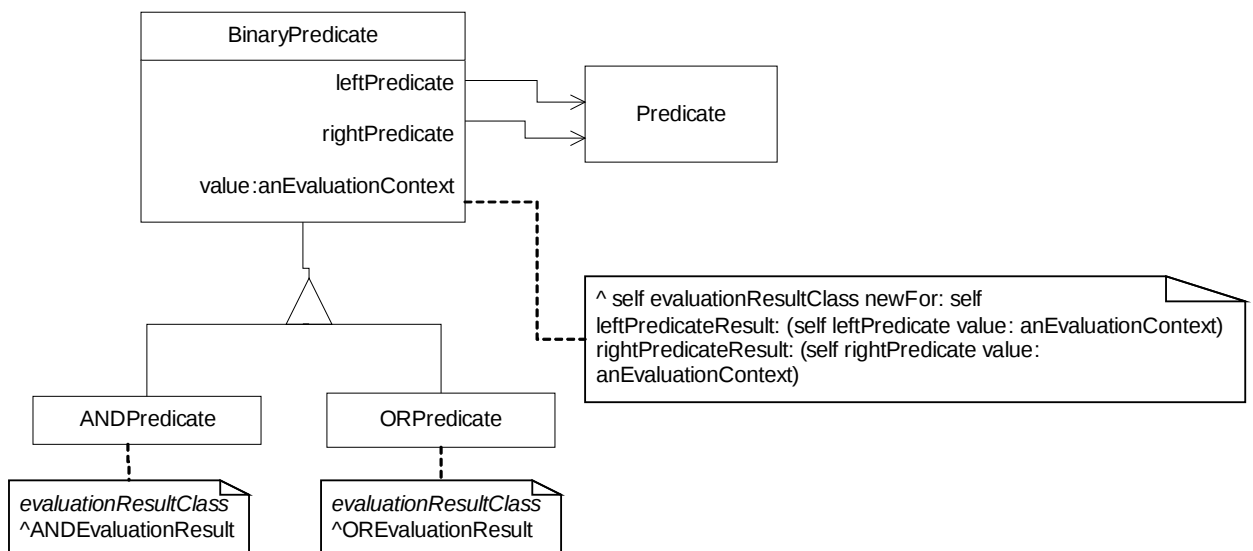 BinaryPredicate
leftPredicate
rightPredicate
value:anEvaluationContext
Predicate
^ self evaluationResultClass newFor: self
leftPredicateResult: (self leftPredicate value: anEvaluationContext)
rightPredicateResult: (self rightPredicate value:
anEvaluationContext)
ANDPredicate
ORPredicate
evaluationResultClass
^ANDEvaluationResult
evaluationResultClass
^OREvaluationResult